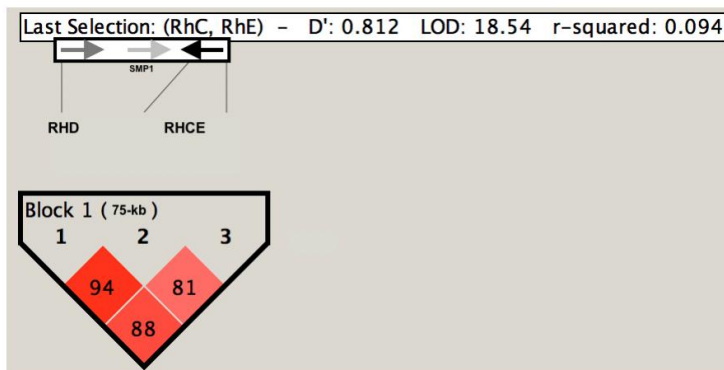 Last Selection: (RhC, RhE) – D': 0.812 LOD: 18.54 r-squared: 0.094
SMP1
RHD RHCE
Block 1 ( 75-kb )
1 2 3
94 81
88